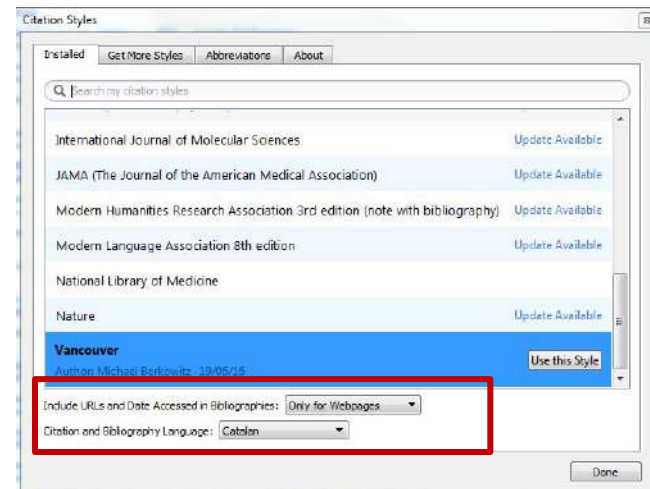 Citation Styles
Installed Get More Styles Abbreviations About
Search my citation styles
International Journal of Molecular Sciences Update Available
JAMA (The Journal of the American Medical Association) Update Available
Modern Humanities Research Association 3rd edition (note with bibliography) Update Available
Modern Language Association 8th edition Update Available
National Library of Medicine
Nature Update Available
Vancouver
Use this Style
Author: Michael Berkowitz - 19/05/15
Include URLs and Date Accessed in Bibliographies: Only for Webpages
Citation and Bibliography Language: Catalan
Done